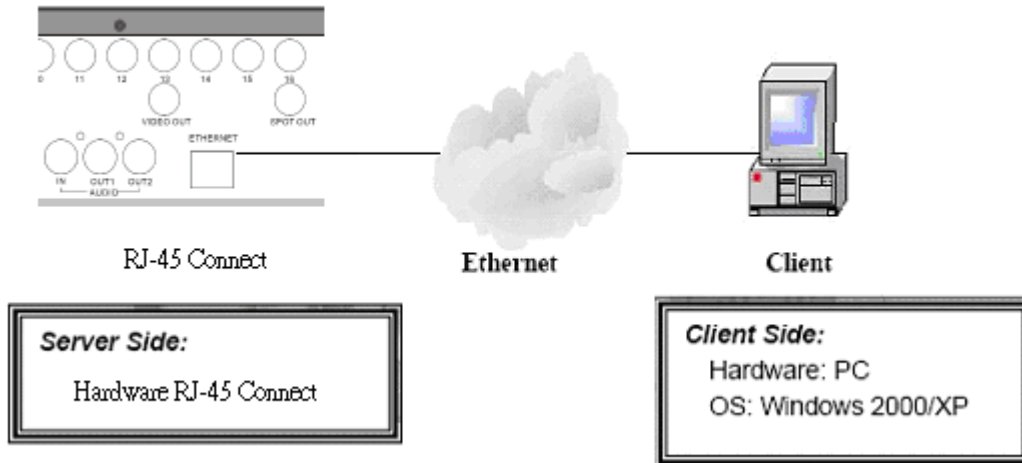 0 11 12 13 14 15 16
VIDEO OUT SPOT OUT
ETHERNET
IN OUT1 OUT2
AUDIO
RJ-45 Connect Ethernet Client
Server Side:
Hardware RJ-45 Connect
Client Side:
Hardware: PC
OS: Windows 2000/XP